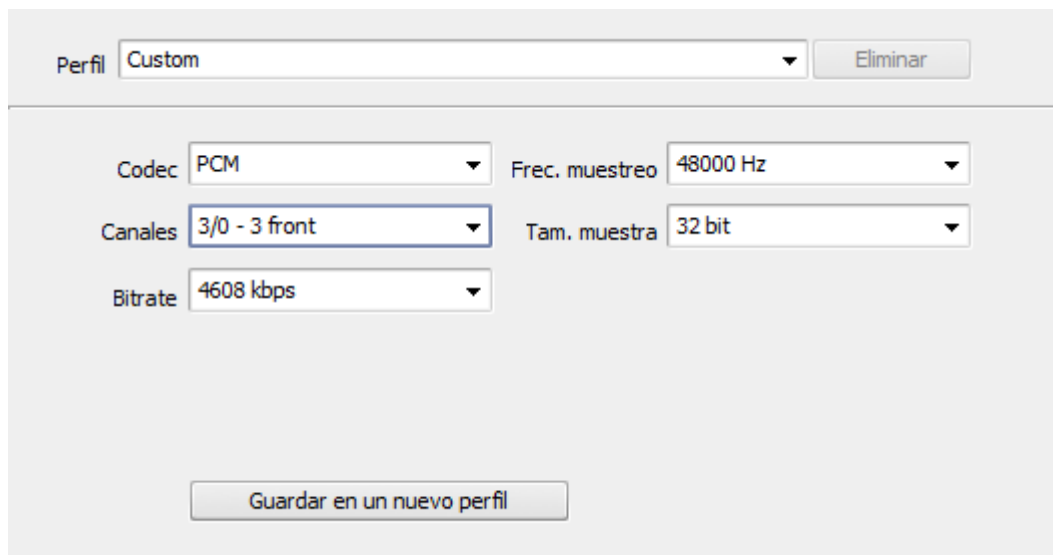 Perfil Custom Eliminar
Codec PCM Frec. muestreo 48000 Hz
Canales 3/0 - 3 front Tam. muestra 32 bit
Bitrate 4608 kbps
Guardar en un nuevo perfil